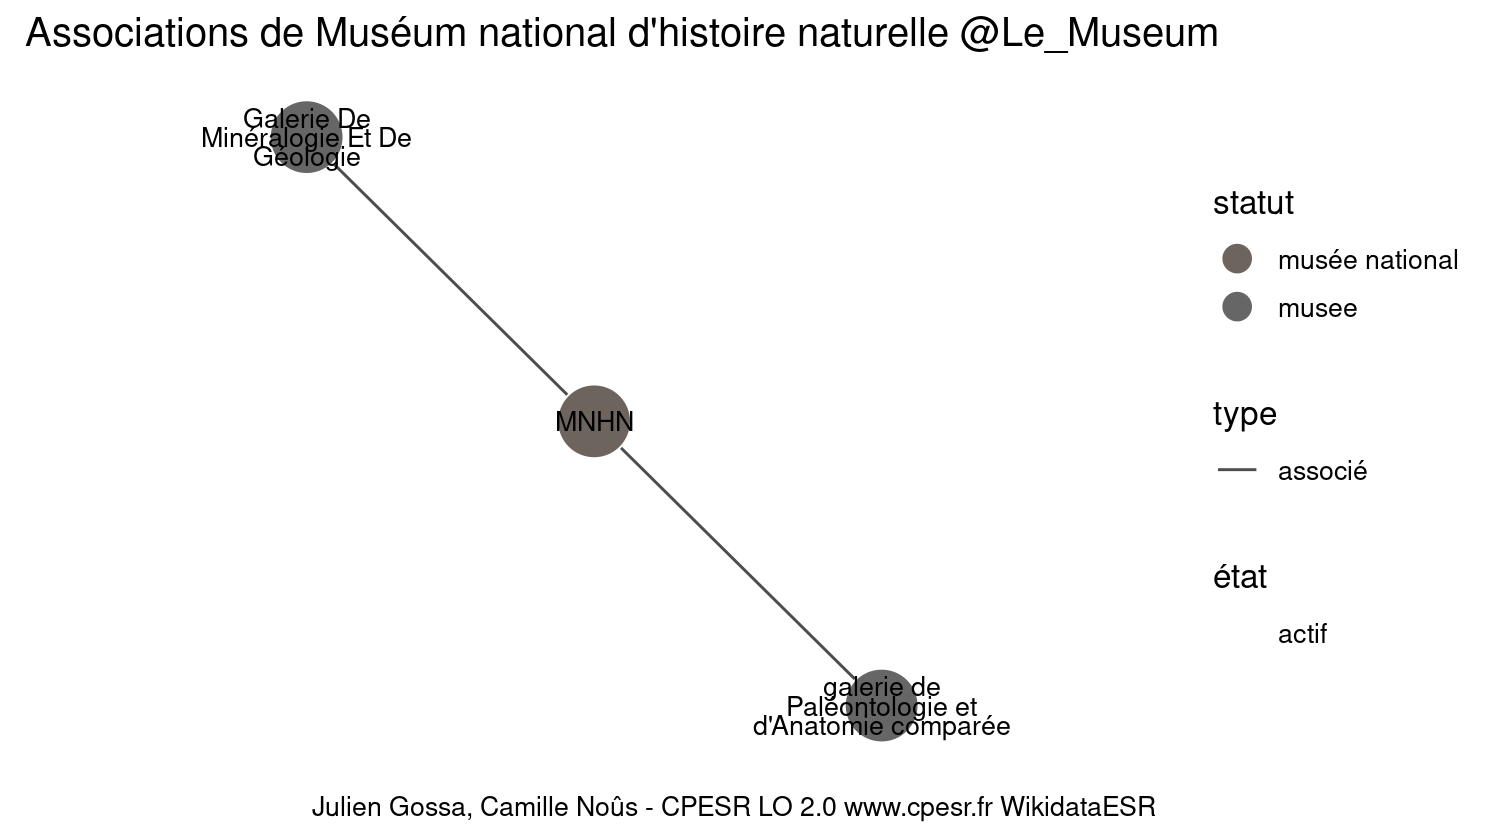 Associations de Muséum national d'histoire naturelle @Le_Museum
Galerie De
Minéralogie Et De
Géologie
MNHN
galerie de
Paléontologie et
d'Anatomie comparée
statut
musée national
musee
type
associé
état
actif
Julien Gossa, Camille Noûs - CPESR LO 2.0 www.cpesr.fr WikidataESR